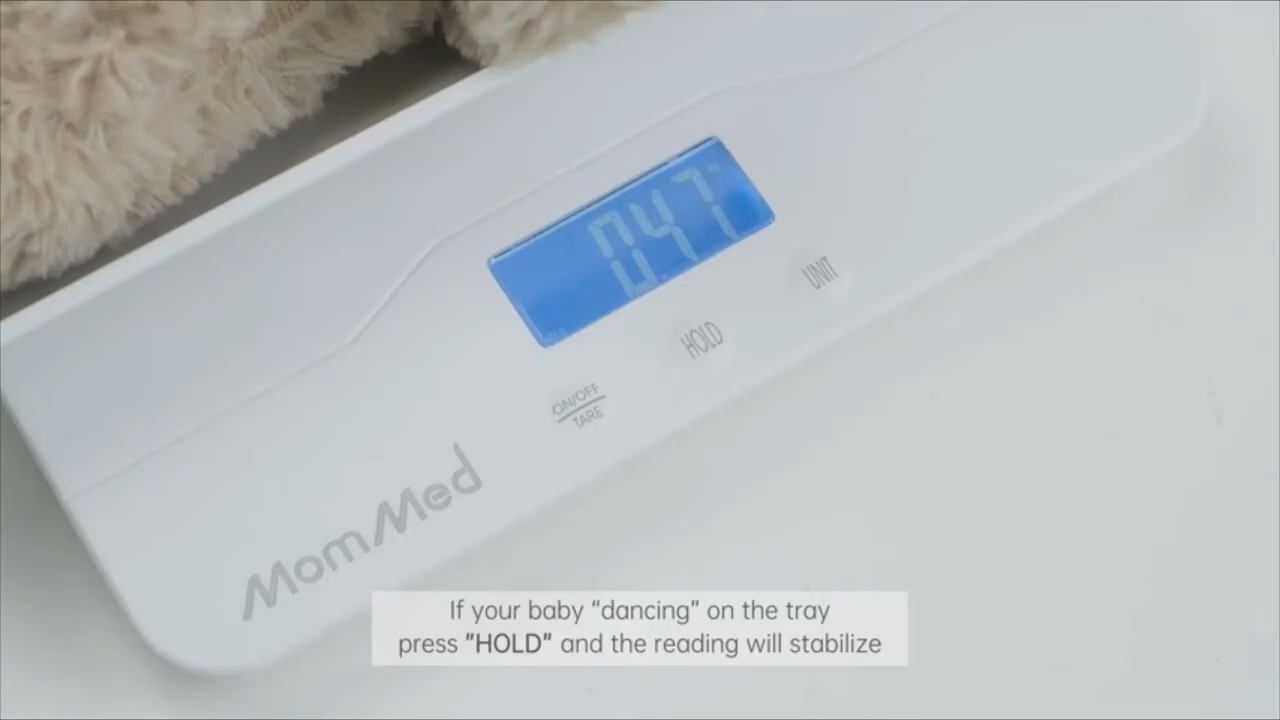 0.47
UNIT
HOLD
ON/OFF
TARE
MomMed
If your baby "dancing" on the tray
press "HOLD" and the reading will stabilize